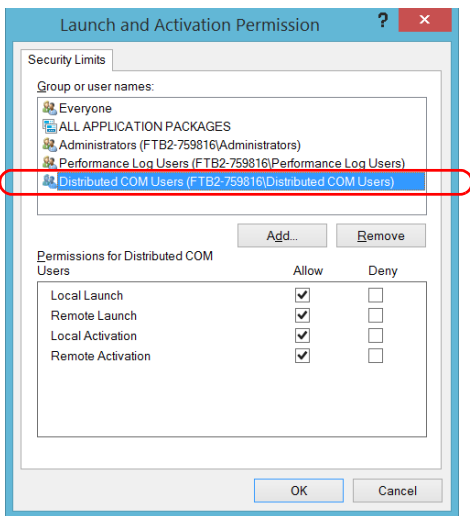 Launch and Activation Permission ? ×
Security Limits
Group or user names:
Everyone
ALL APPLICATION PACKAGES
Administrators (FTB2-759816\Administrators)
Performance Log Users (FTB2-759816\Performance Log Users)
Distributed COM Users (FTB2-759816\Distributed COM Users)
Add... Remove
Permissions for Distributed COM
Users Allow Deny
Local Launch
Remote Launch
Local Activation
Remote Activation
OK Cancel